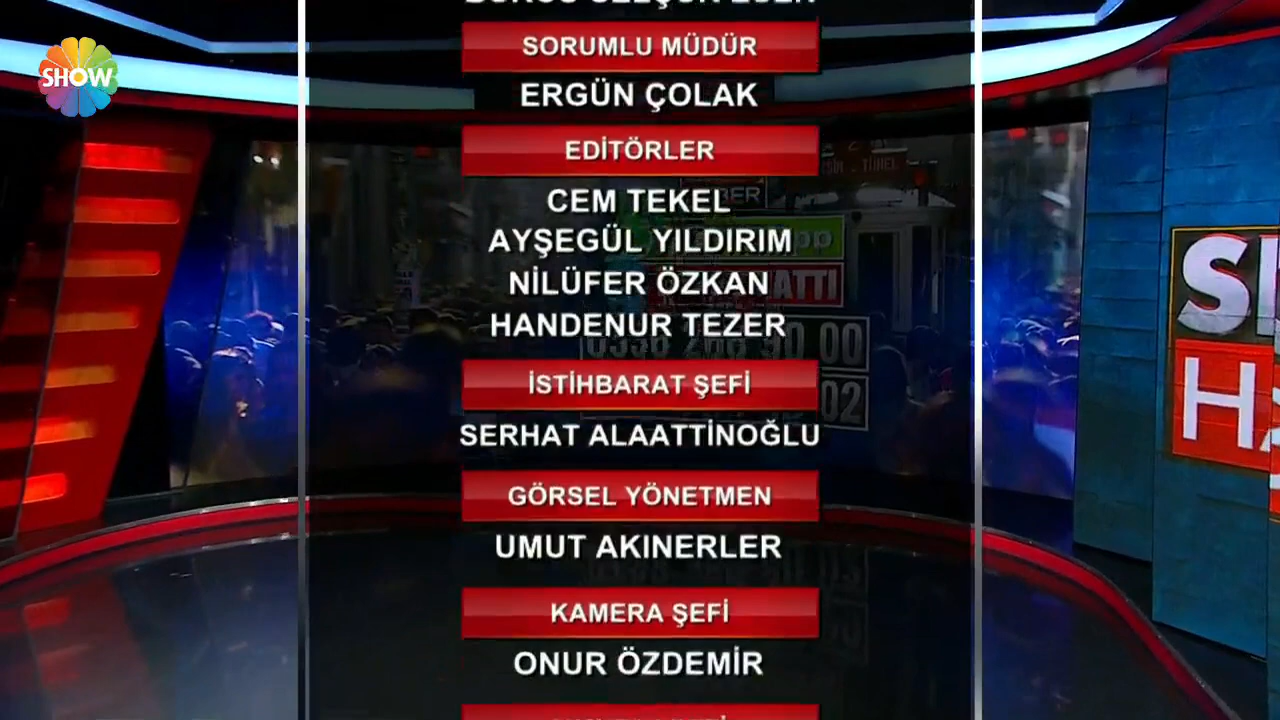 SHOW
SORUMLU MÜDÜR
ERGÜN ÇOLAK
EDİTÖRLER
CEM TEKEL
AYŞEGÜL YILDIRIM
NİLÜFER ÖZKAN
HANDENUR TEZER
İSTİHBARAT ŞEFİ
SERHAT ALAATTİNOĞLU
GÖRSEL YÖNETMEN
UMUT AKINERLER
KAMERA ŞEFİ
ONUR ÖZDEMİR